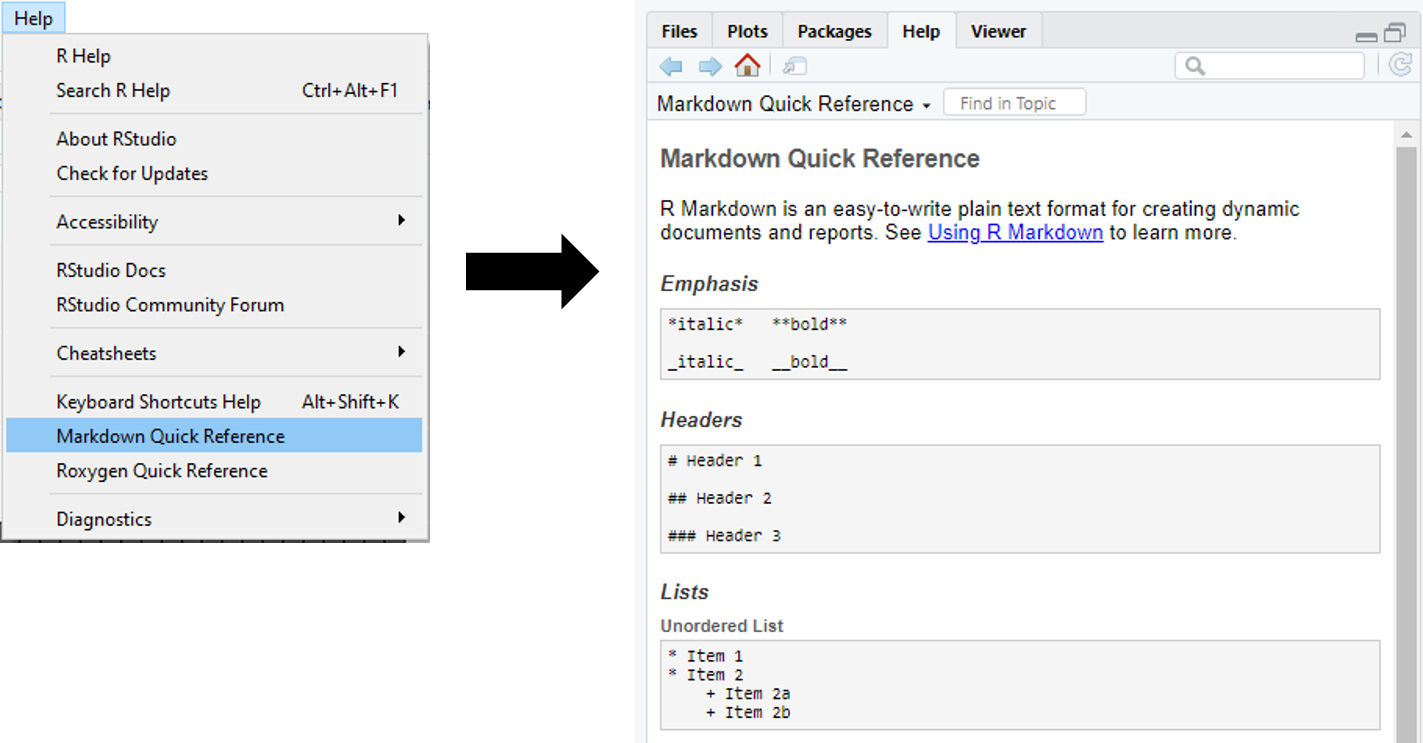 Help
R Help
Search R Help Ctrl+Alt+F1
About RStudio
Check for Updates
Accessibility
RStudio Docs
RStudio Community Forum
Cheatsheets
Keyboard Shortcuts Help Alt+Shift+K
Markdown Quick Reference
Roxygen Quick Reference
Diagnostics
Files Plots Packages Help Viewer
Markdown Quick Reference Find in Topic
Markdown Quick Reference
R Markdown is an easy-to-write plain text format for creating dynamic
documents and reports. See Using R Markdown to learn more.
Emphasis
*italic* **bold**
_italic_ __bold__
Headers
# Header 1
## Header 2
### Header 3
Lists
Unordered List
* Item 1
* Item 2
    + Item 2a
    + Item 2b